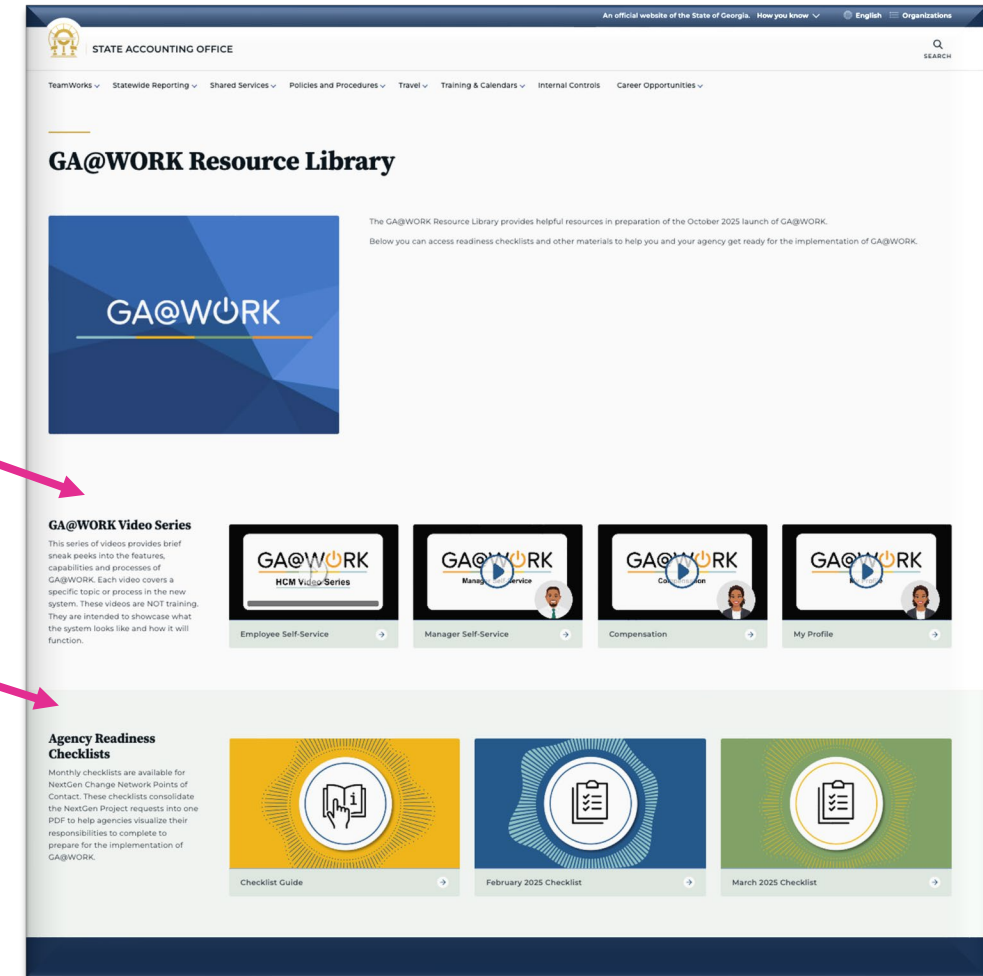 An official website of the State of Georgia. How you know English Organizations
STATE ACCOUNTING OFFICE
SEARCH
TeamWorks Statewide Reporting Shared Services Policies and Procedures Travel Training & Calendars Internal Controls Career Opportunities
GA@WORK Resource Library
The GA@WORK Resource Library provides helpful resources in preparation of the October 2025 launch of GA@WORK.
Below you can access readiness checklists and other materials to help you and your agency get ready for the implementation of GA@WORK.
GA@WORK
GA@WORK Video Series
This series of videos provides brief
sneak peeks into the features,
capabilities and processes of
GA@WORK. Each video covers a
specific topic or process in the new
system. These videos are NOT training.
They are intended to showcase what
the system looks like and how it will
function.
GA@WORK
HCM Video Series
Employee Self-Service
GA@WORK
Manager Self-Service
Manager Self-Service
GA@WORK
Compensation
Compensation
GA@WORK
My Profile
My Profile
Agency Readiness
Checklists
Monthly checklists are available for
NextGen Change Network Points of
Contact. These checklists consolidate
the NextGen Project requests into one
PDF to help agencies visualize their
responsibilities to complete to
prepare for the implementation of
GA@WORK.
Checklist Guide
February 2025 Checklist
March 2025 Checklist